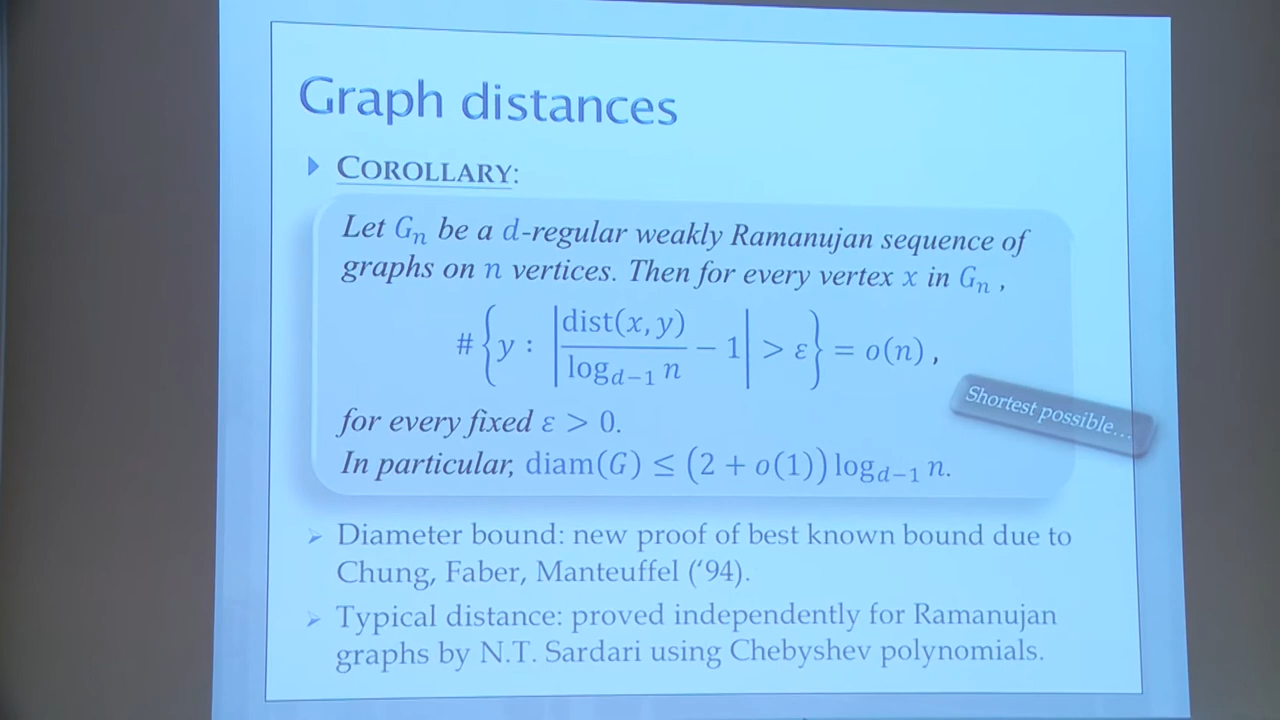 Graph distances
COROLLARY:
Let Gₙ be a d-regular weakly Ramanujan sequence of
graphs on n vertices. Then for every vertex x in Gₙ ,
# { y : | dist(x, y) / log_{d−1} n − 1 | > ε } = o(n) ,
Shortest possible...
for every fixed ε > 0.
In particular, diam(G) ≤ (2 + o(1)) log_{d−1} n.
Diameter bound: new proof of best known bound due to
Chung, Faber, Manteuffel (‘94).
Typical distance: proved independently for Ramanujan
graphs by N.T. Sardari using Chebyshev polynomials.